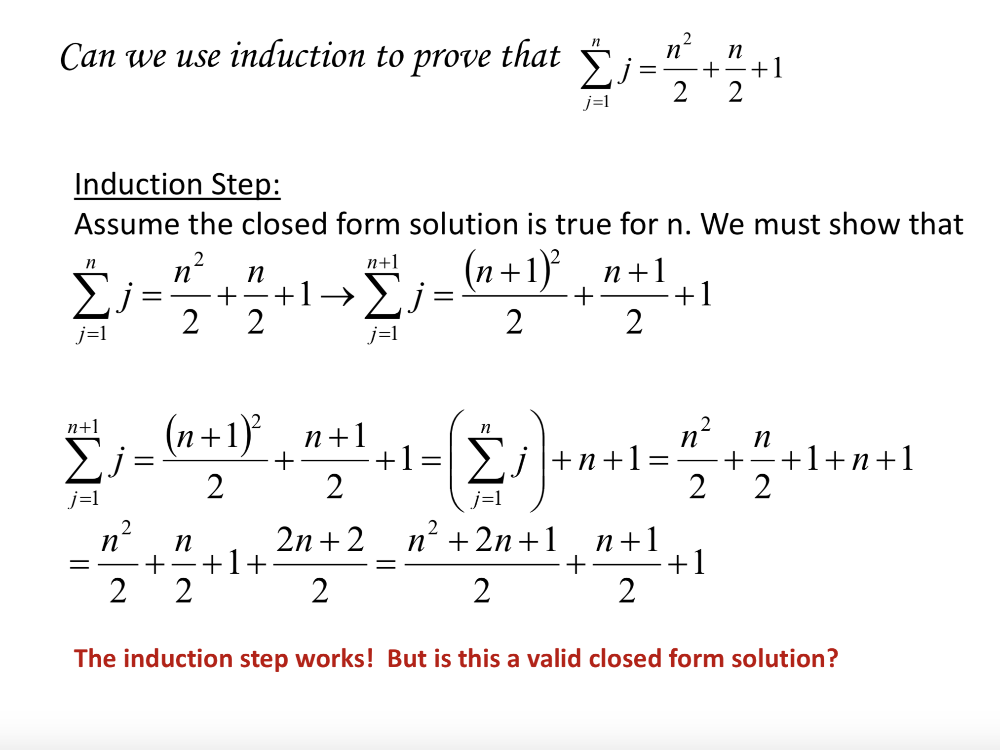 Can we use induction to prove that \sum_{j=1}^{n} j = \frac{n^2}{2} + \frac{n}{2} + 1
Induction Step:
Assume the closed form solution is true for n. We must show that
\sum_{j=1}^{n} j = \frac{n^2}{2} + \frac{n}{2} + 1 \rightarrow \sum_{j=1}^{n+1} j = \frac{(n+1)^2}{2} + \frac{n+1}{2} + 1
\sum_{j=1}^{n+1} j = \frac{(n+1)^2}{2} + \frac{n+1}{2} + 1 = \left( \sum_{j=1}^{n} j \right) + n + 1 = \frac{n^2}{2} + \frac{n}{2} + 1 + n + 1
= \frac{n^2}{2} + \frac{n}{2} + 1 + \frac{2n+2}{2} = \frac{n^2 + 2n + 1}{2} + \frac{n+1}{2} + 1
The induction step works! But is this a valid closed form solution?